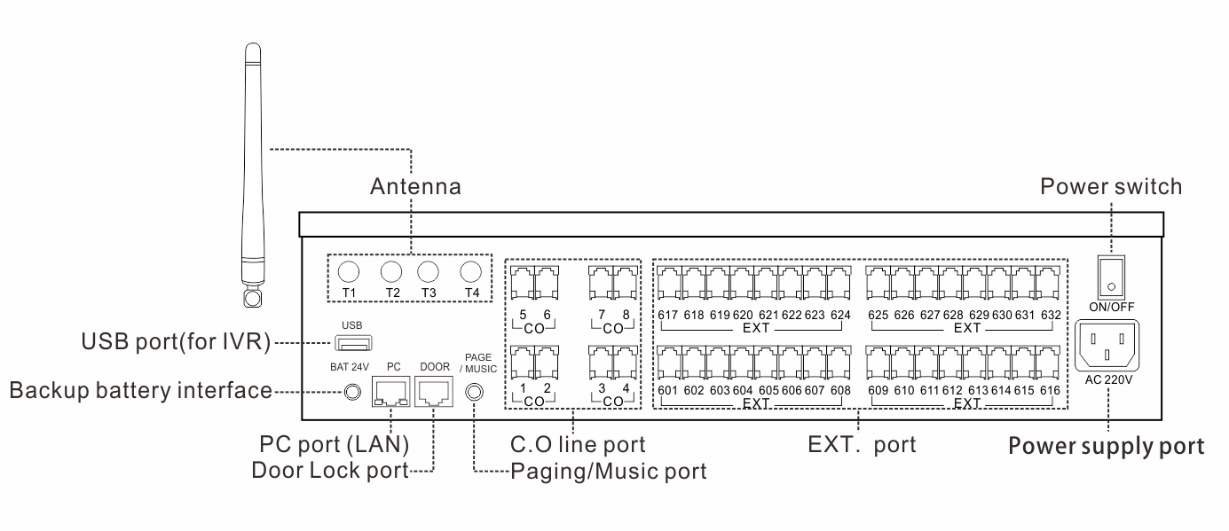 Antenna
Power switch
T1 T2 T3 T4
ON/OFF
5 6
CO
7 8
CO
617 618 619 620 621 622 623 624
EXT
625 626 627 628 629 630 631 632
EXT
USB
USB port(for IVR)
BAT 24V
PC
DOOR
PAGE
/ MUSIC
Backup battery interface
1 2
CO
3 4
CO
601 602 603 604 605 606 607 608
EXT
609 610 611 612 613 614 615 616
EXT
AC 220V
PC port (LAN)
C.O line port
EXT. port
Power supply port
Door Lock port
Paging/Music port